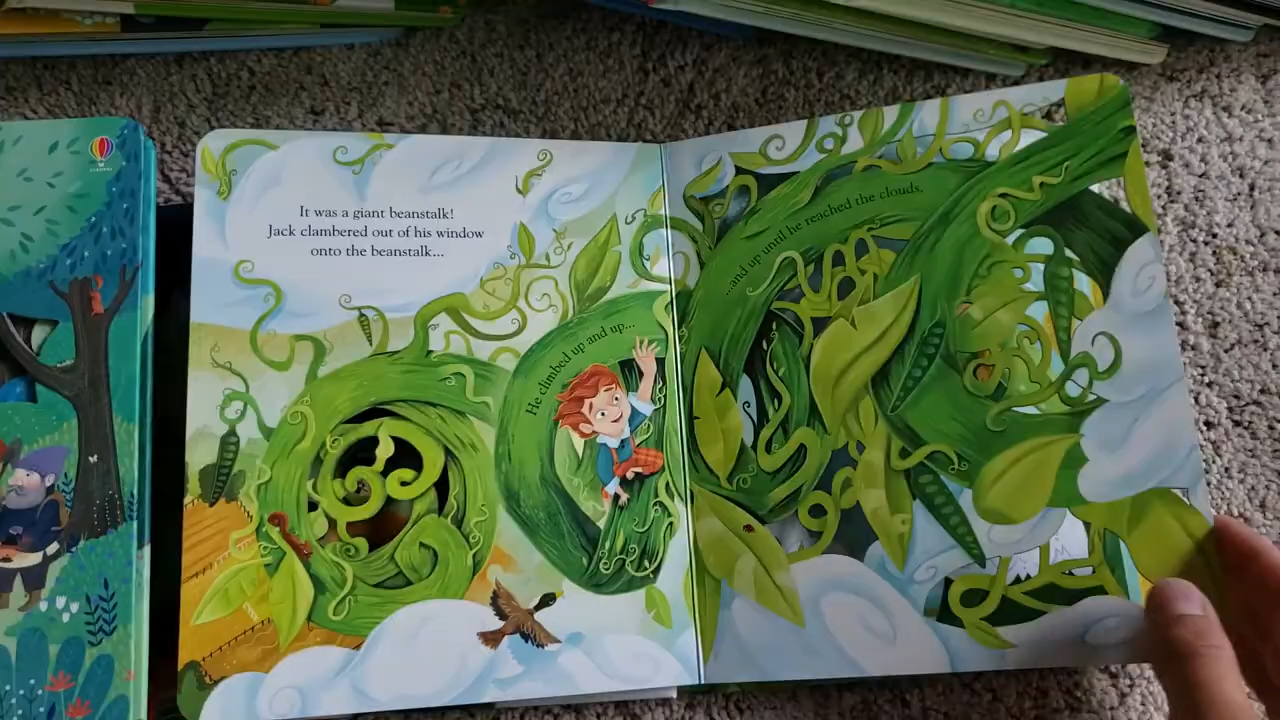 It was a giant beanstalk!
Jack clambered out of his window
onto the beanstalk...
He climbed up and up...
...and up until he reached the clouds.